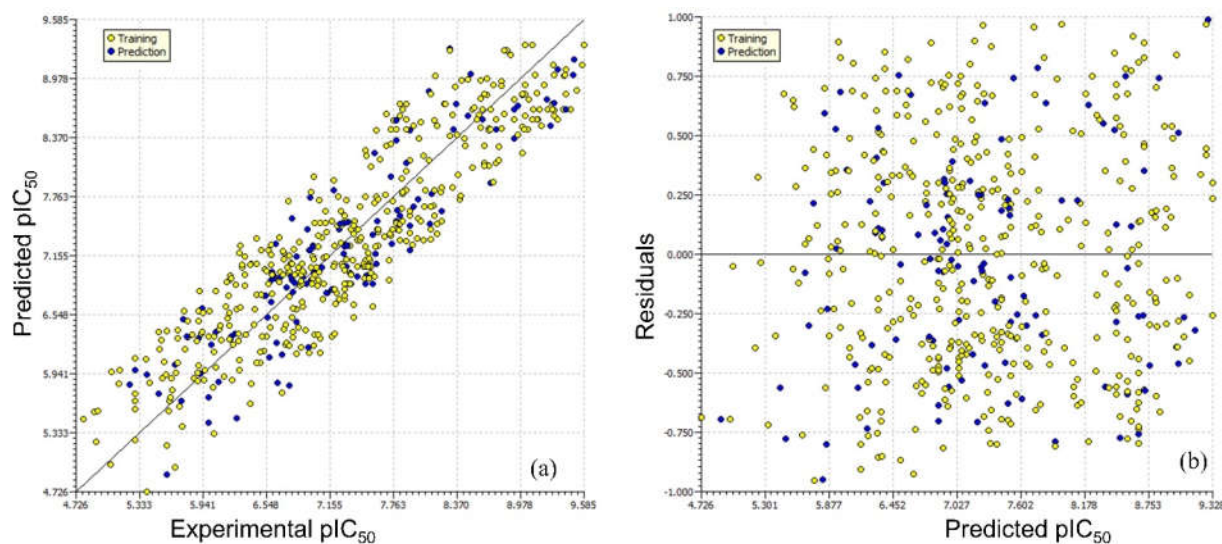 9.585
8.978
8.370
7.763
7.155
6.548
5.941
5.333
4.726
Predicted pIC50
Training
Prediction
(a)
4.726 5.333 5.941 6.548 7.155 7.763 8.370 8.978 9.585
Experimental pIC50
1.000
0.750
0.500
0.250
0.000
-0.250
-0.500
-0.750
-1.000
Residuals
Training
Prediction
(b)
4.726 5.301 5.877 6.452 7.027 7.602 8.178 8.753 9.328
Predicted pIC50